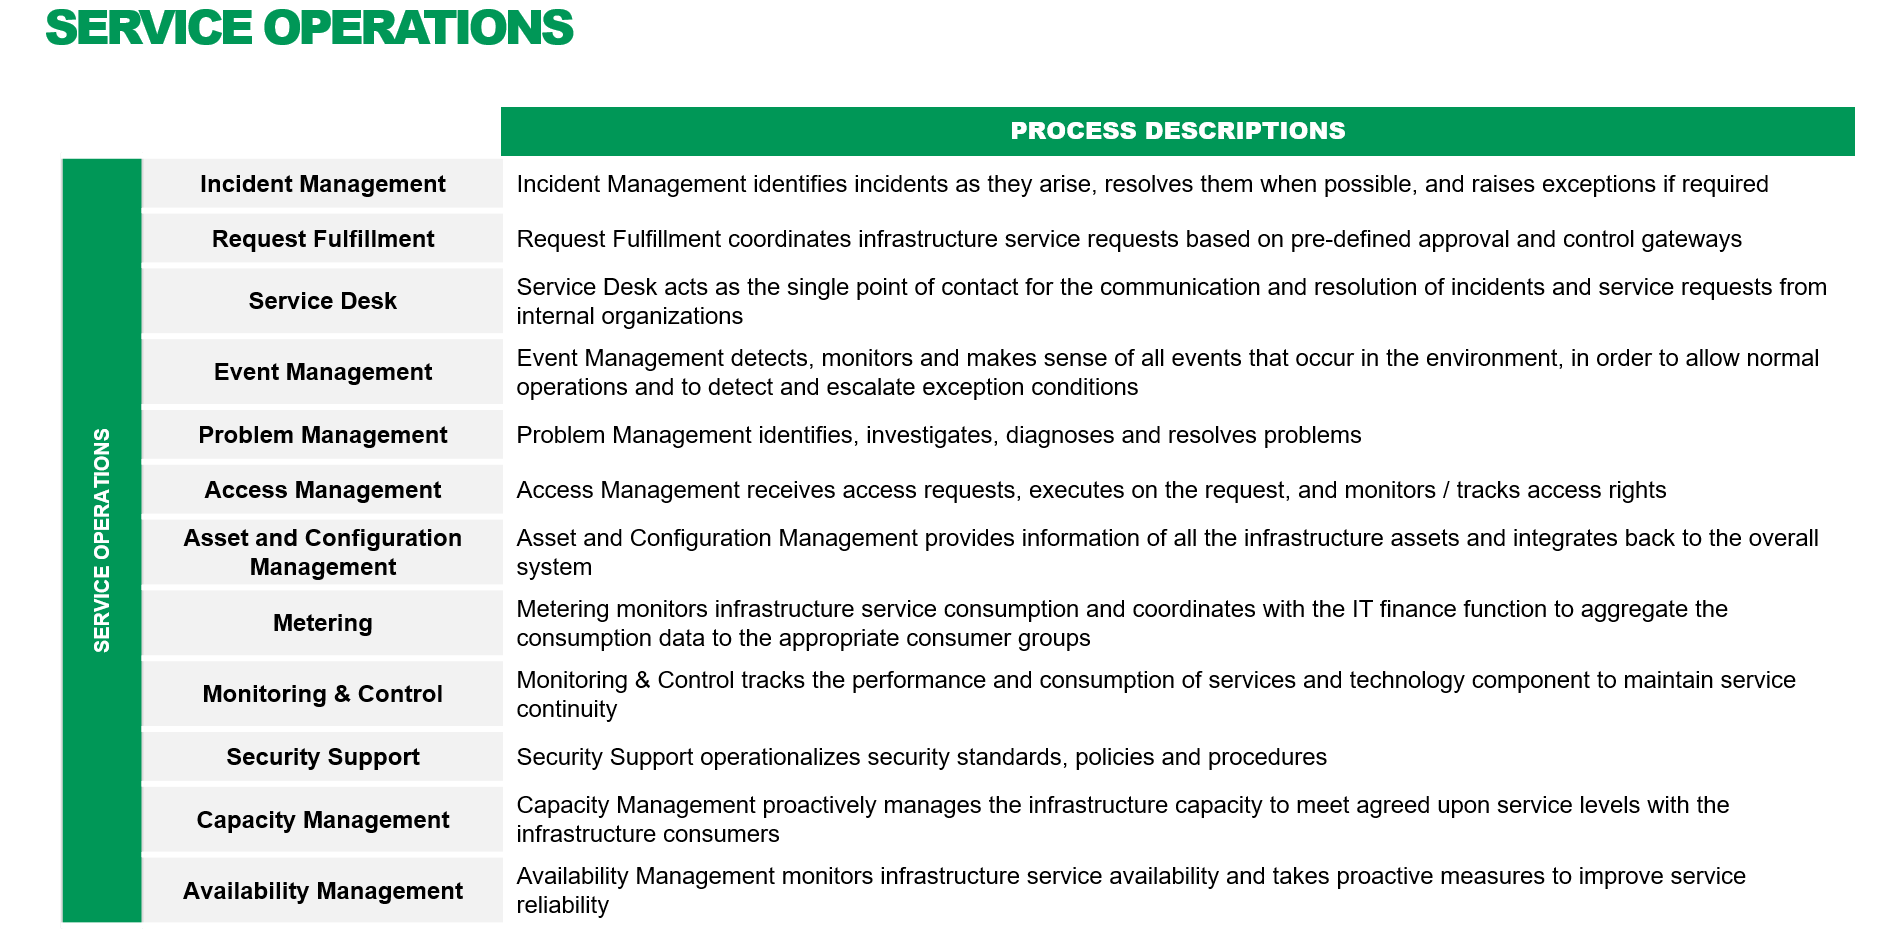 SERVICE OPERATIONS
PROCESS DESCRIPTIONS
SERVICE OPERATIONS
Incident Management
Incident Management identifies incidents as they arise, resolves them when possible, and raises exceptions if required
Request Fulfillment
Request Fulfillment coordinates infrastructure service requests based on pre-defined approval and control gateways
Service Desk
Service Desk acts as the single point of contact for the communication and resolution of incidents and service requests from
internal organizations
Event Management
Event Management detects, monitors and makes sense of all events that occur in the environment, in order to allow normal
operations and to detect and escalate exception conditions
Problem Management
Problem Management identifies, investigates, diagnoses and resolves problems
Access Management
Access Management receives access requests, executes on the request, and monitors / tracks access rights
Asset and Configuration
Management
Asset and Configuration Management provides information of all the infrastructure assets and integrates back to the overall
system
Metering
Metering monitors infrastructure service consumption and coordinates with the IT finance function to aggregate the
consumption data to the appropriate consumer groups
Monitoring & Control
Monitoring & Control tracks the performance and consumption of services and technology component to maintain service
continuity
Security Support
Security Support operationalizes security standards, policies and procedures
Capacity Management
Capacity Management proactively manages the infrastructure capacity to meet agreed upon service levels with the
infrastructure consumers
Availability Management
Availability Management monitors infrastructure service availability and takes proactive measures to improve service
reliability